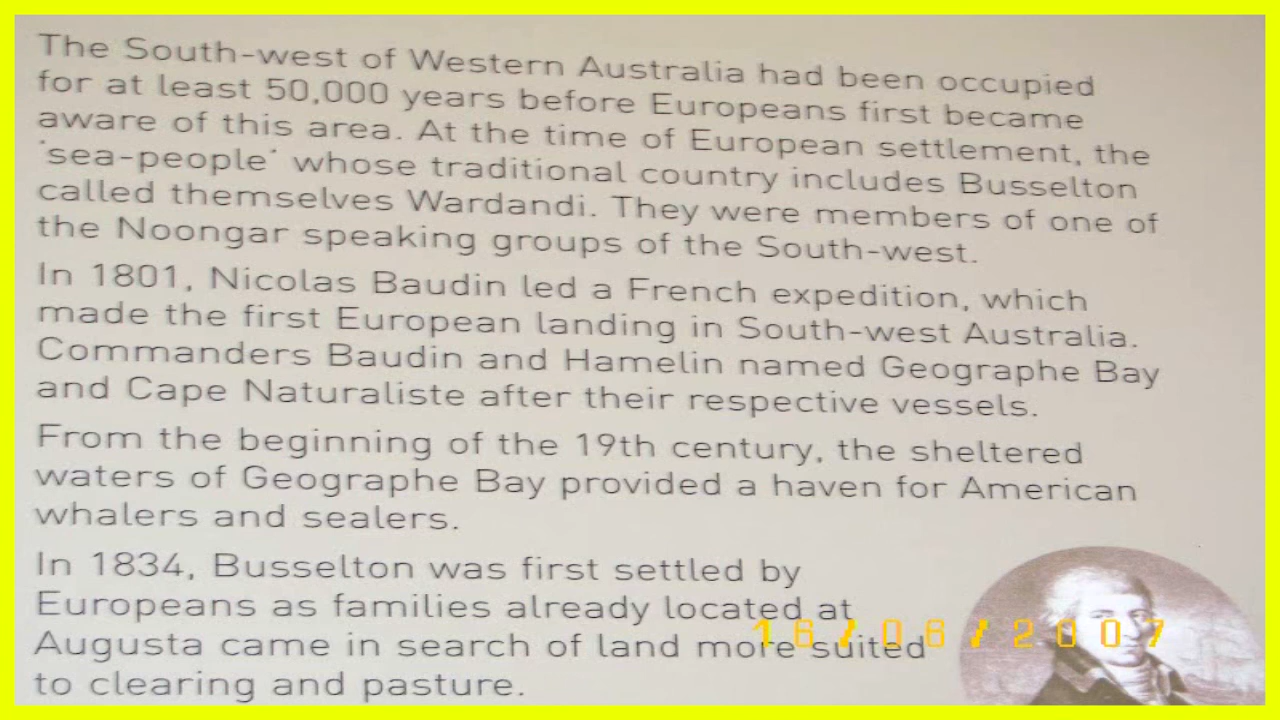 The South-west of Western Australia had been occupied
for at least 50,000 years before Europeans first became
aware of this area. At the time of European settlement, the
'sea-people' whose traditional country includes Busselton
called themselves Wardandi. They were members of one of
the Noongar speaking groups of the South-west.
In 1801, Nicolas Baudin led a French expedition, which
made the first European landing in South-west Australia.
Commanders Baudin and Hamelin named Geographe Bay
and Cape Naturaliste after their respective vessels.
From the beginning of the 19th century, the sheltered
waters of Geographe Bay provided a haven for American
whalers and sealers.
In 1834, Busselton was first settled by
Europeans as families already located at
Augusta came in search of land more suited
to clearing and pasture.
16/06/2007